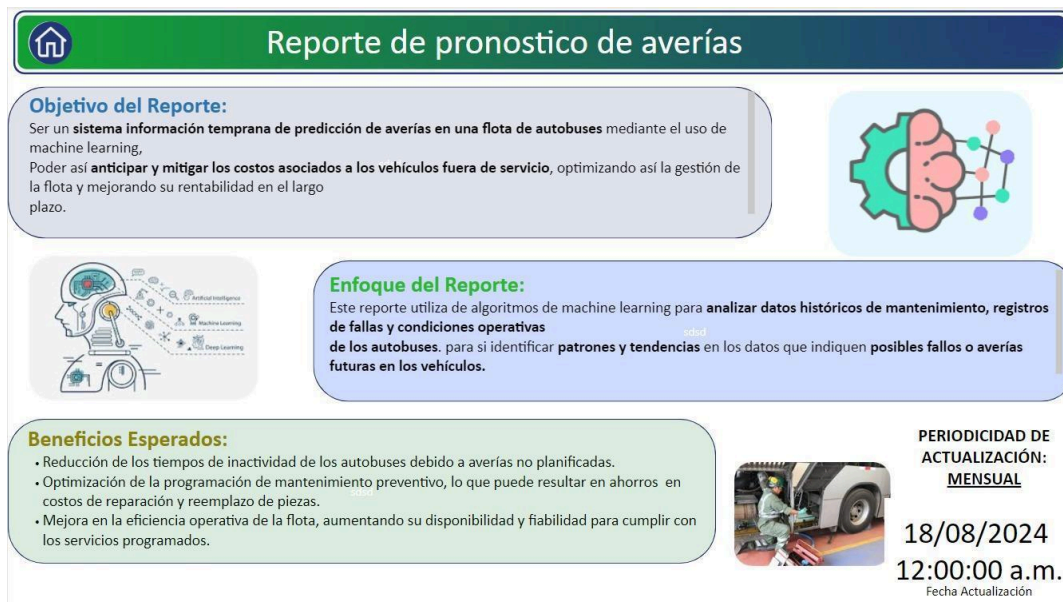 Reporte de pronostico de averías
Objetivo del Reporte:
Ser un sistema información temprana de predicción de averías en una flota de autobuses mediante el uso de
machine learning,
Poder así anticipar y mitigar los costos asociados a los vehículos fuera de servicio, optimizando así la gestión de
la flota y mejorando su rentabilidad en el largo
plazo.
Artificial Intelligence
Machine Learning
Deep Learning
Enfoque del Reporte:
Este reporte utiliza de algoritmos de machine learning para analizar datos históricos de mantenimiento, registros
de fallas y condiciones operativas
sdsd
de los autobuses. para si identificar patrones y tendencias en los datos que indiquen posibles fallos o averías
futuras en los vehículos.
Beneficios Esperados:
• Reducción de los tiempos de inactividad de los autobuses debido a averías no planificadas.
• Optimización de la programación de mantenimiento preventivo, lo que puede resultar en ahorros en
sdsd
costos de reparación y reemplazo de piezas.
• Mejora en la eficiencia operativa de la flota, aumentando su disponibilidad y fiabilidad para cumplir con
los servicios programados.
PERIODICIDAD DE
ACTUALIZACIÓN:
MENSUAL
18/08/2024
12:00:00 a.m.
Fecha Actualización